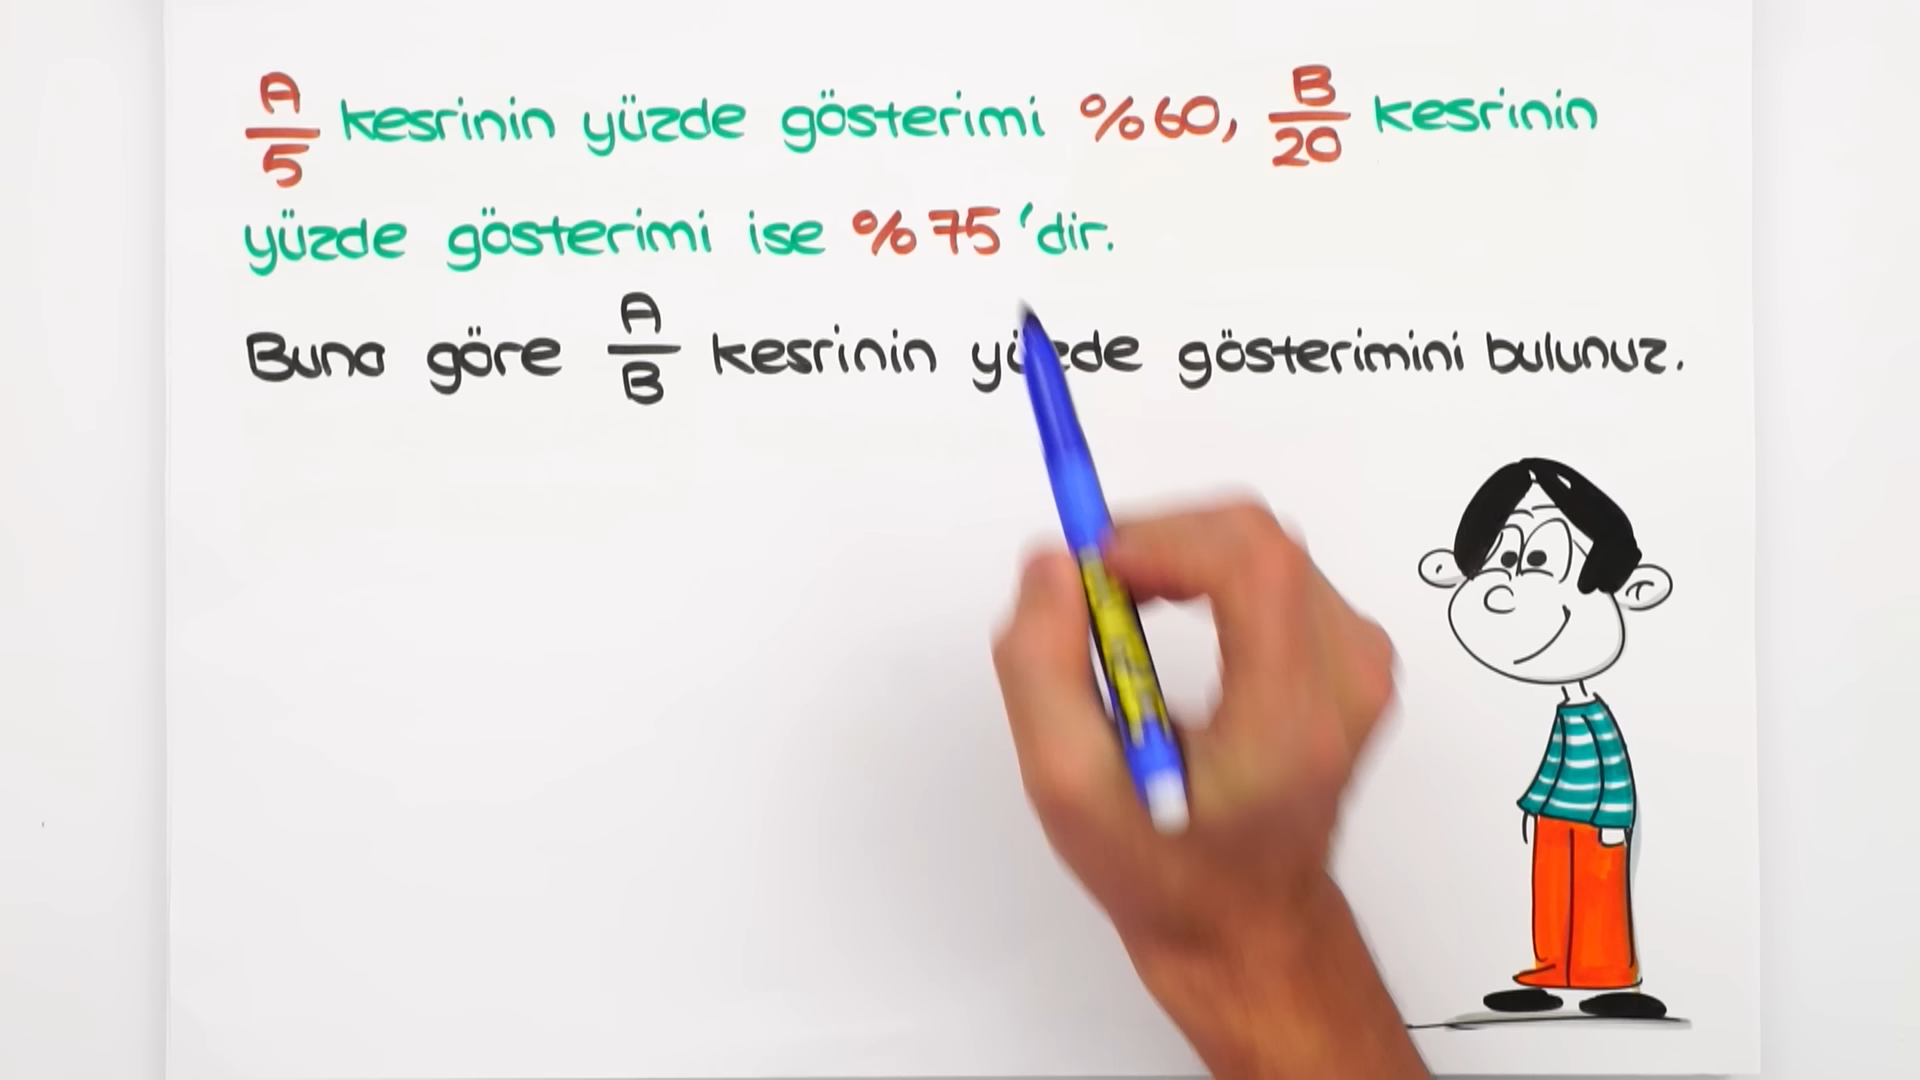 A/5 kesrinin yüzde gösterimi %60, B/20 kesrinin
yüzde gösterimi ise %75'dir.
Buna göre A/B kesrinin yüzde gösterimini bulunuz.